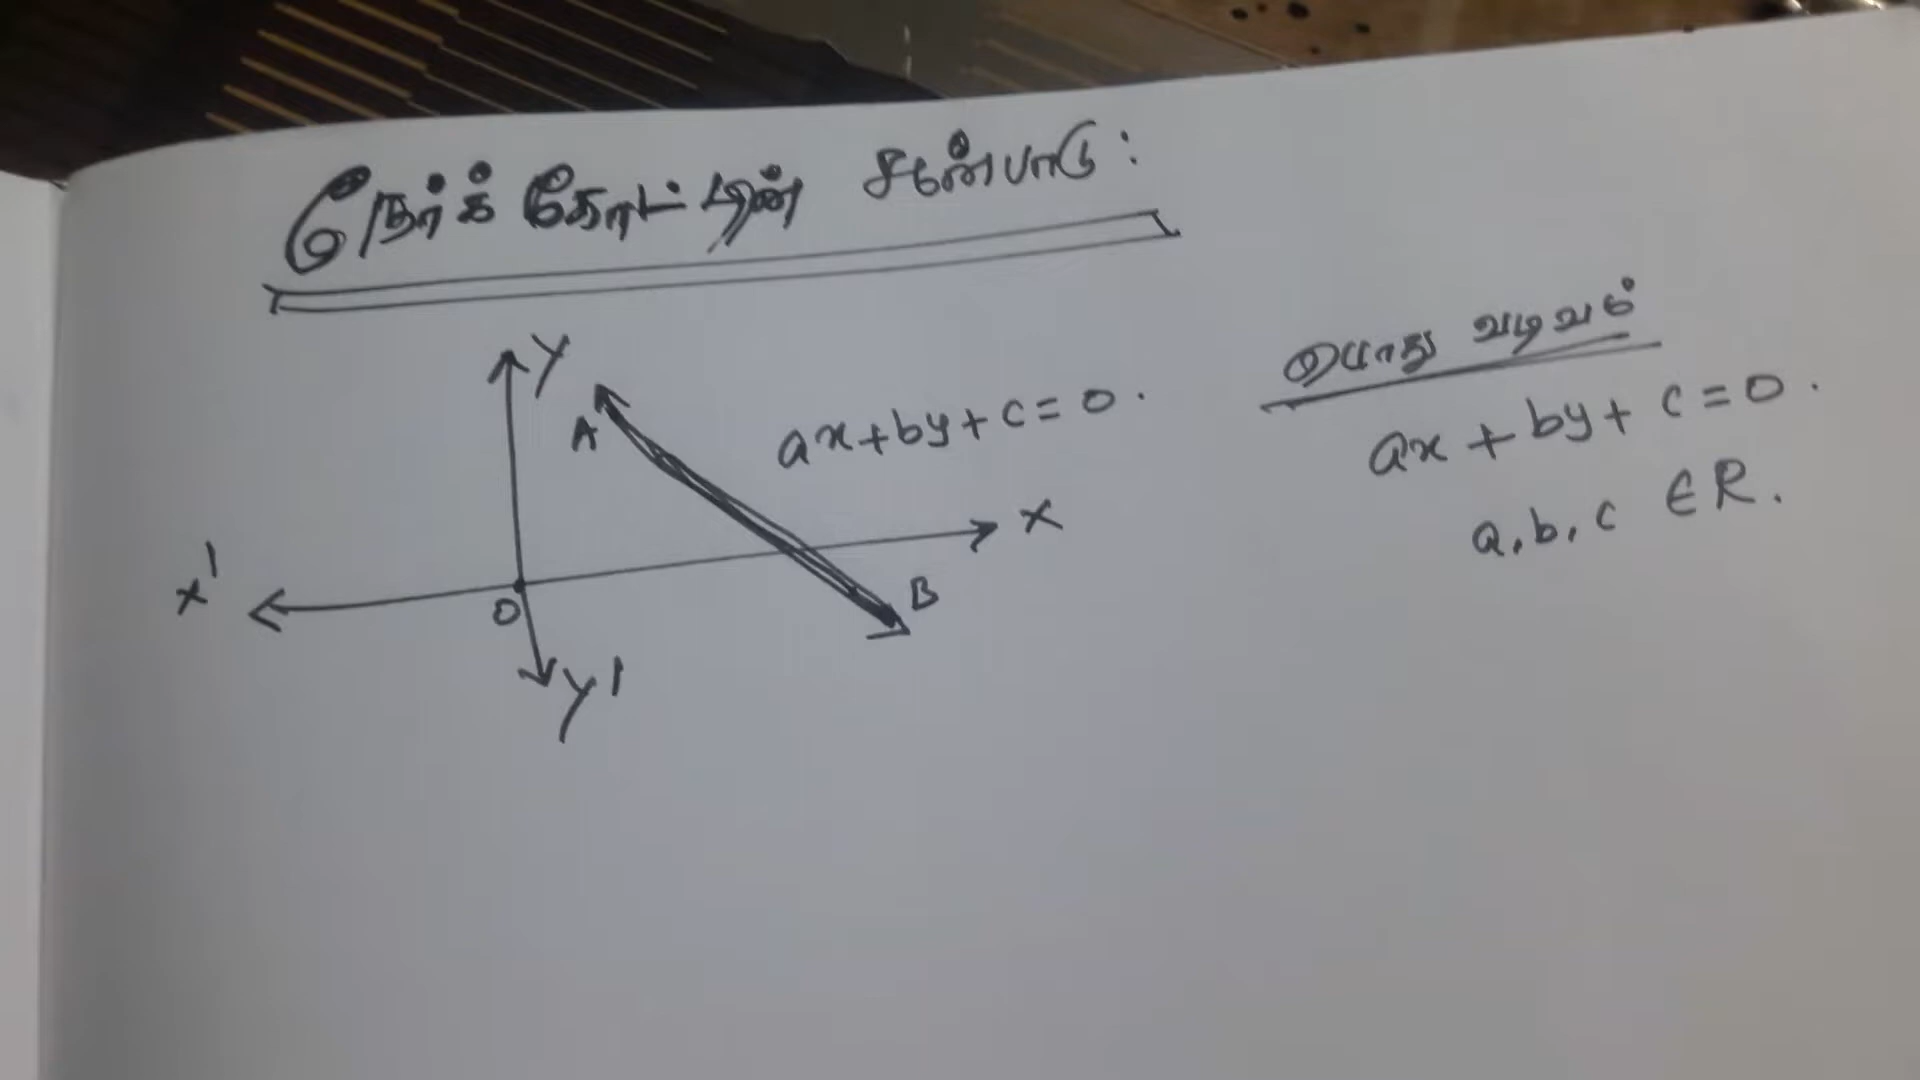 நேர்க் கோட்டின் சமன்பாடு:
பொது வடிவம்
Y
A
ax+by+c=0.
ax + by + c = 0.
a, b, c ∈ R.
X
X'
O
B
Y'